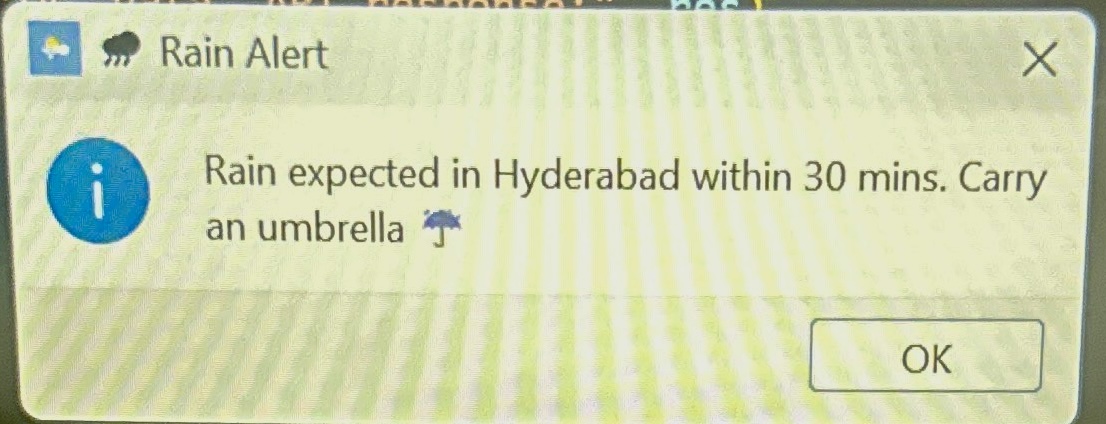 Rain Alert
Rain expected in Hyderabad within 30 mins. Carry
an umbrella ☔
OK